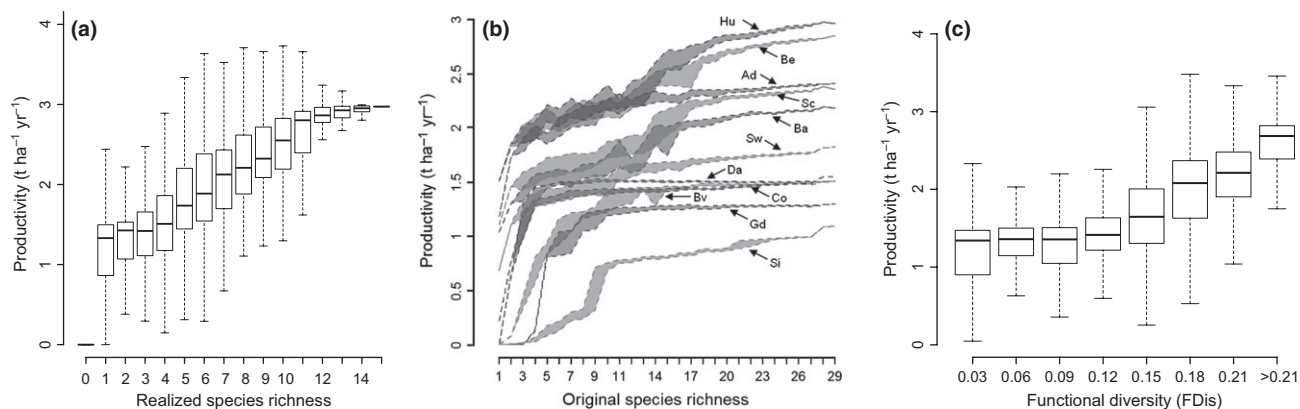 (a)
Productivity (t ha⁻¹ yr⁻¹)
4
3
2
1
0
0 1 2 3 4 5 6 7 8 9 10 12 14
Realized species richness
(b)
Productivity (t ha⁻¹ yr⁻¹)
3
2.5
2
1.5
1
0.5
0
Hu
Be
Ad
Sc
Ba
Sw
Da
Co
Bv
Gd
Si
1 3 5 7 9 11 14 17 20 23 26 29
Original species richness
(c)
Productivity (t ha⁻¹ yr⁻¹)
4
3
2
1
0
0.03 0.06 0.09 0.12 0.15 0.18 0.21 >0.21
Functional diversity (FDis)